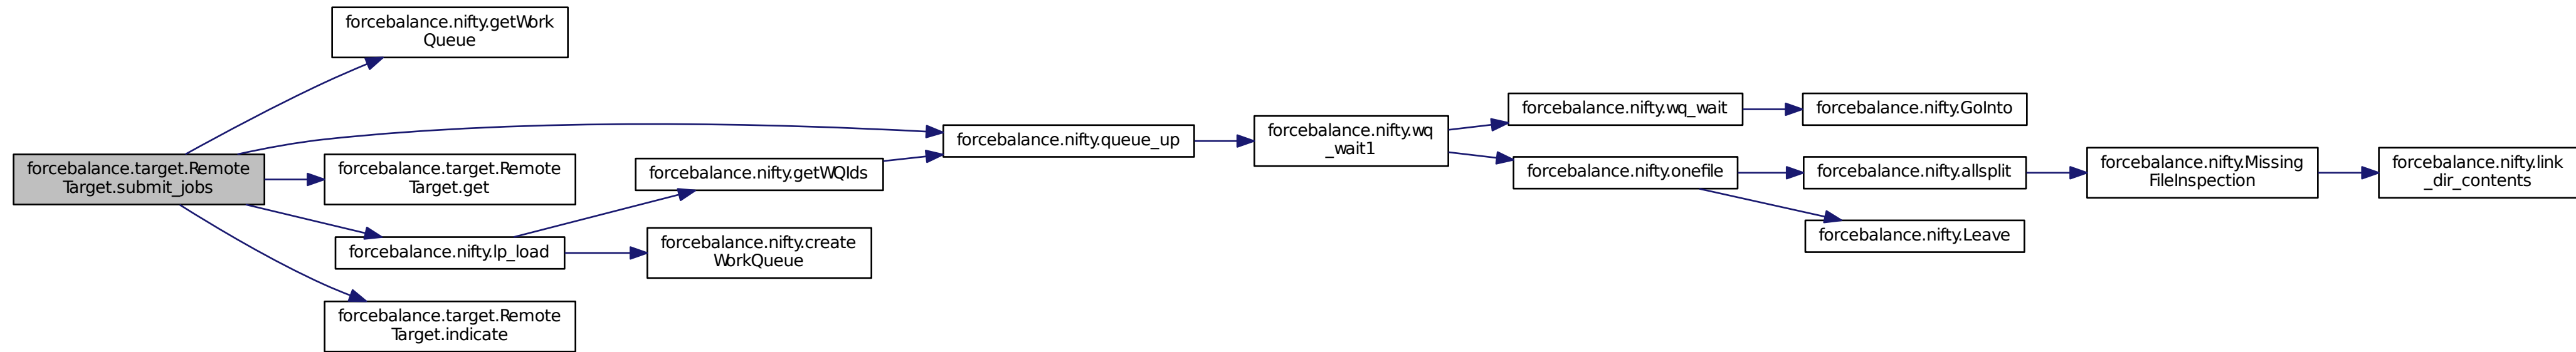 forcebalance.target.Remote
Target.submit_jobs
forcebalance.nifty.getWork
Queue
forcebalance.target.Remote
Target.get
forcebalance.nifty.lp_load
forcebalance.target.Remote
Target.indicate
forcebalance.nifty.getWQIds
forcebalance.nifty.create
WorkQueue
forcebalance.nifty.queue_up
forcebalance.nifty.wq
_wait1
forcebalance.nifty.wq_wait
forcebalance.nifty.onefile
forcebalance.nifty.GoInto
forcebalance.nifty.allsplit
forcebalance.nifty.Leave
forcebalance.nifty.Missing
FileInspection
forcebalance.nifty.link
_dir_contents